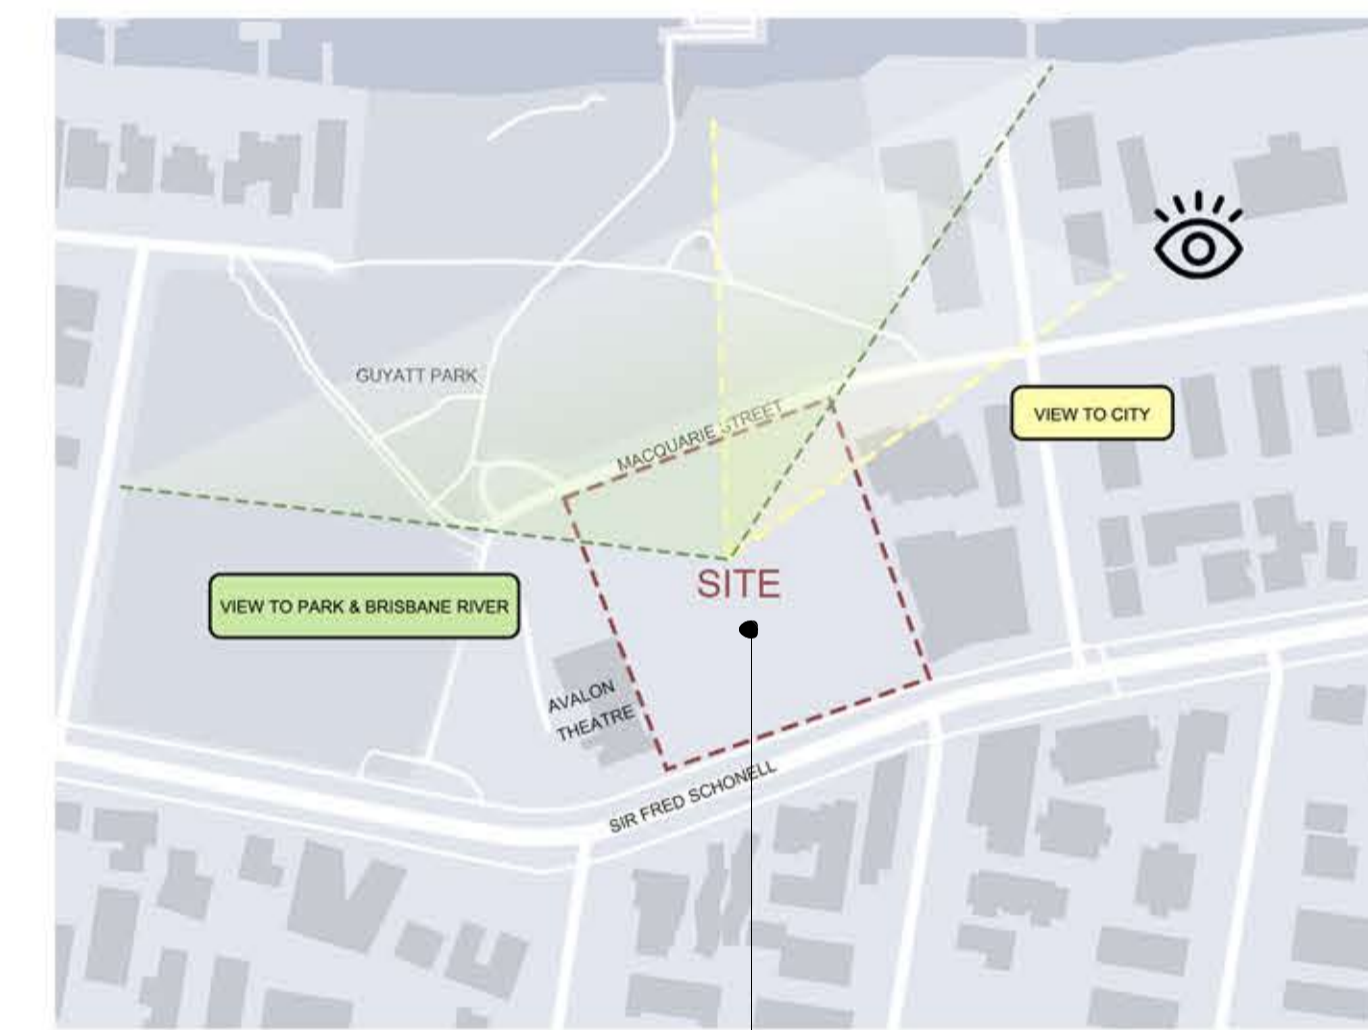 GUYATT PARK
MACQUARIE STREET
VIEW TO CITY
SITE
VIEW TO PARK & BRISBANE RIVER
AVALON
THEATRE
SIR FRED SCHONELL